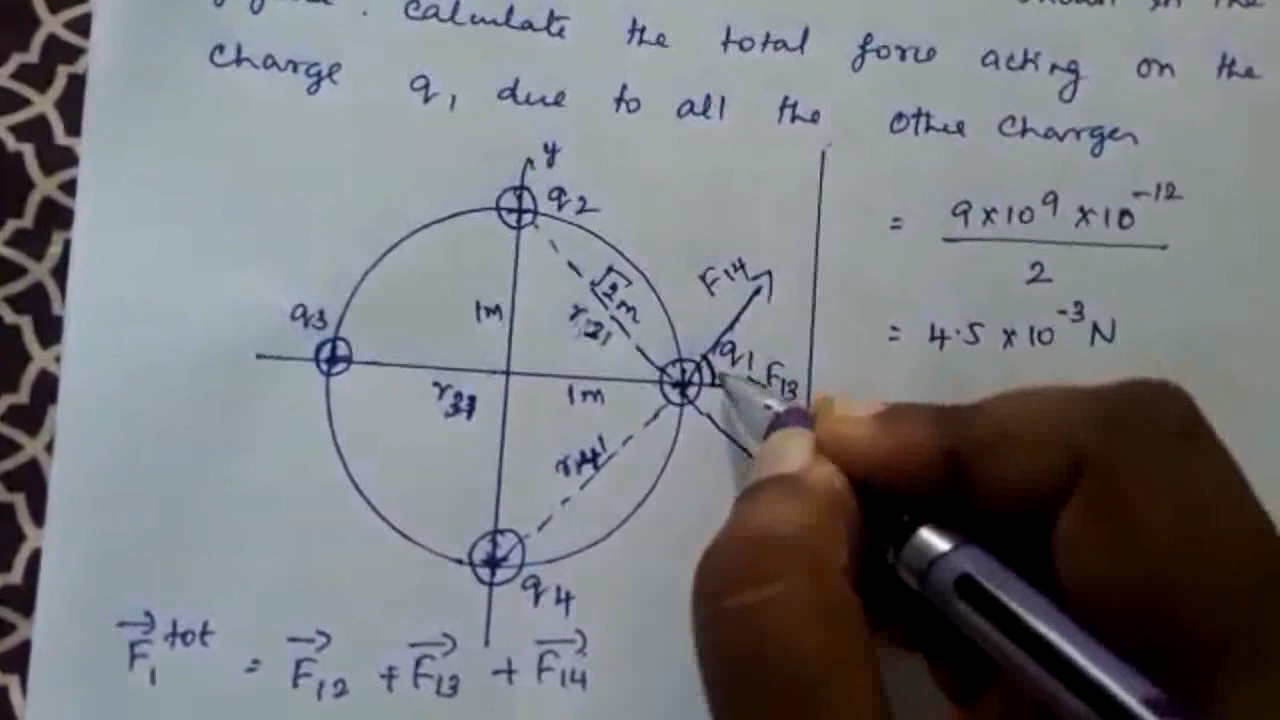 Calculate the total force acting on the
Charge q1 due to all the other Charges
y
q2
= 9×10^9 ×10^-12 / 2
F14
√2m
q3
1m
r21
q1
= 4.5 ×10^-3 N
F13
r31
1m
r41
q4
F1^tot = F12 + F13 + F14